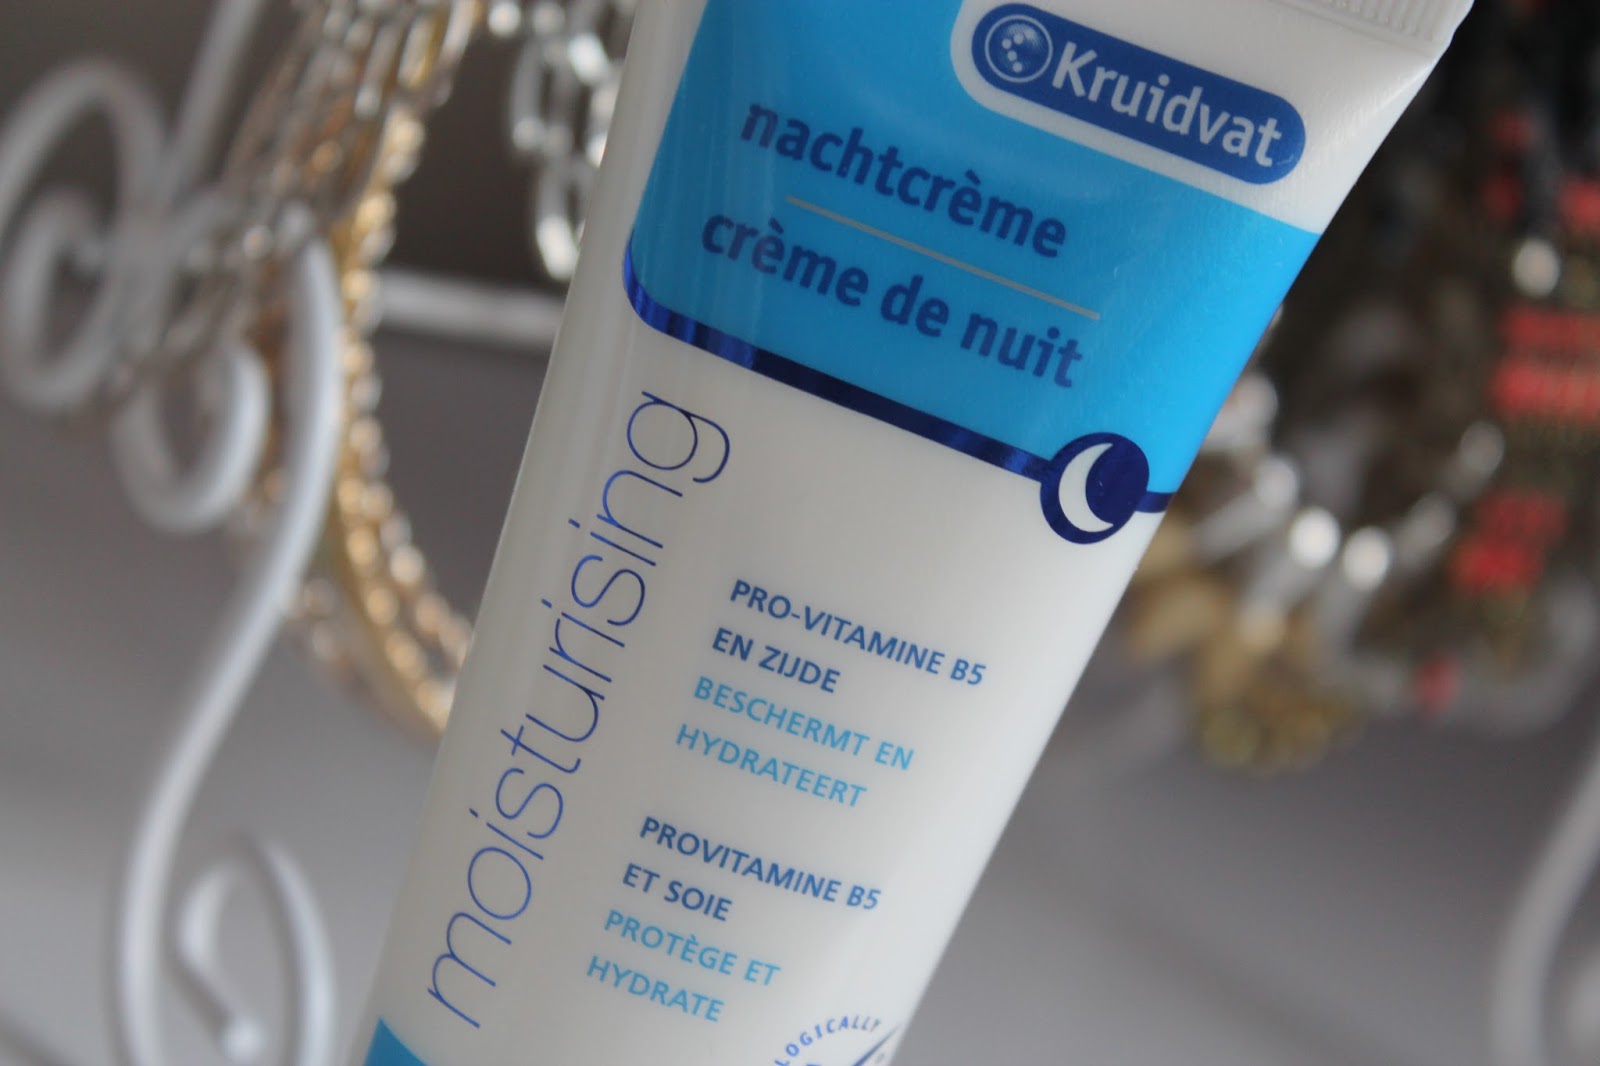 Kruidvat
nachtcrème
crème de nuit
moisturising
PRO-VITAMINE B5
EN ZIJDE
BESCHERMT EN
HYDRATEERT
PROVITAMINE B5
ET SOIE
PROTÈGE ET
HYDRATE
LOGICALLY